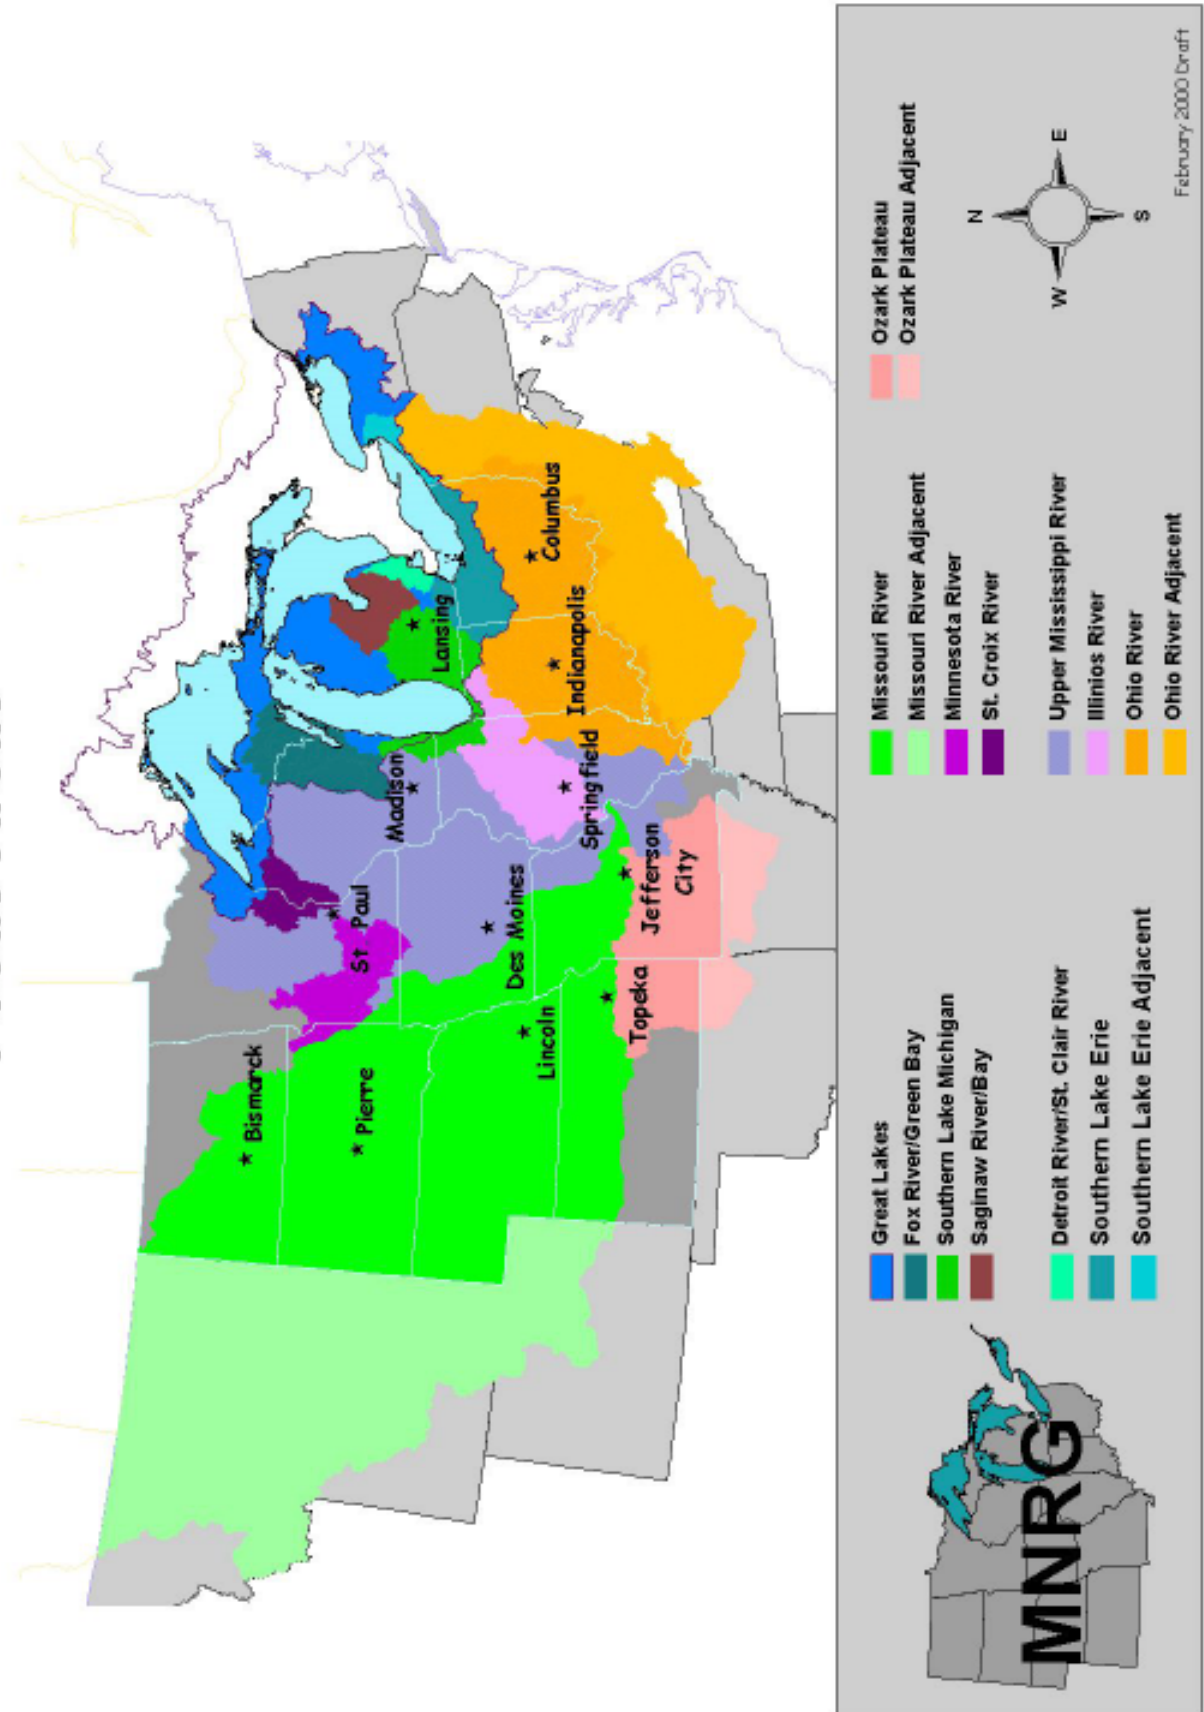 Bismarck
Pierre
St. Paul
Madison
Lansing
Des Moines
Lincoln
Topeka
Jefferson
City
Springfield
Indianapolis
Columbus
MNRG
Great Lakes
Fox River/Green Bay
Southern Lake Michigan
Saginaw River/Bay
Detroit River/St. Clair River
Southern Lake Erie
Southern Lake Erie Adjacent
Missouri River
Missouri River Adjacent
Minnesota River
St. Croix River
Upper Mississippi River
Illinios River
Ohio River
Ohio River Adjacent
Ozark Plateau
Ozark Plateau Adjacent
N
W
E
S
February 2000 Draft